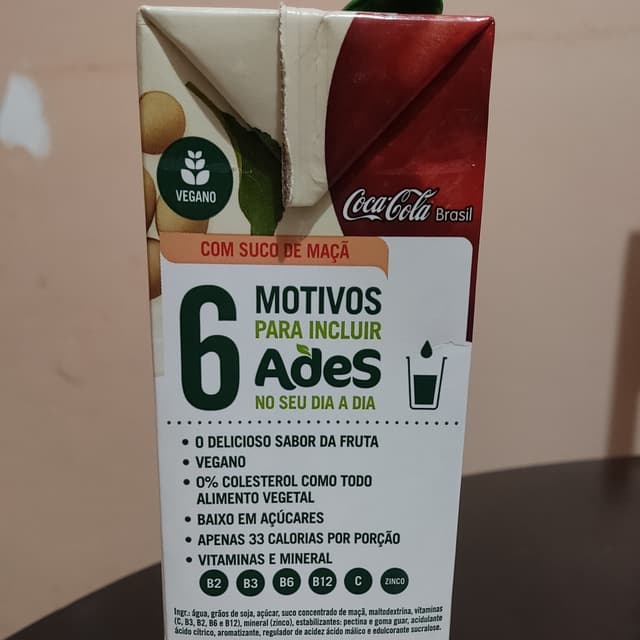 VEGANO
Coca-Cola Brasil
COM SUCO DE MAÇÃ
6
MOTIVOS
PARA INCLUIR
AdeS
NO SEU DIA A DIA
• O DELICIOSO SABOR DA FRUTA
• VEGANO
• 0% COLESTEROL COMO TODO
ALIMENTO VEGETAL
• BAIXO EM AÇÚCARES
• APENAS 33 CALORIAS POR PORÇÃO
• VITAMINAS E MINERAL
B2 B3 B6 B12 C ZINCO
Ingr.: água, grãos de soja, açúcar, suco concentrado de maçã, maltodextrina, vitaminas
(C, B3, B2, B6 e B12), mineral (zinco), estabilizantes: pectina e goma guar, acidulante
ácido cítrico, aromatizante, regulador de acidez ácido málico e edulcorante sucralose.